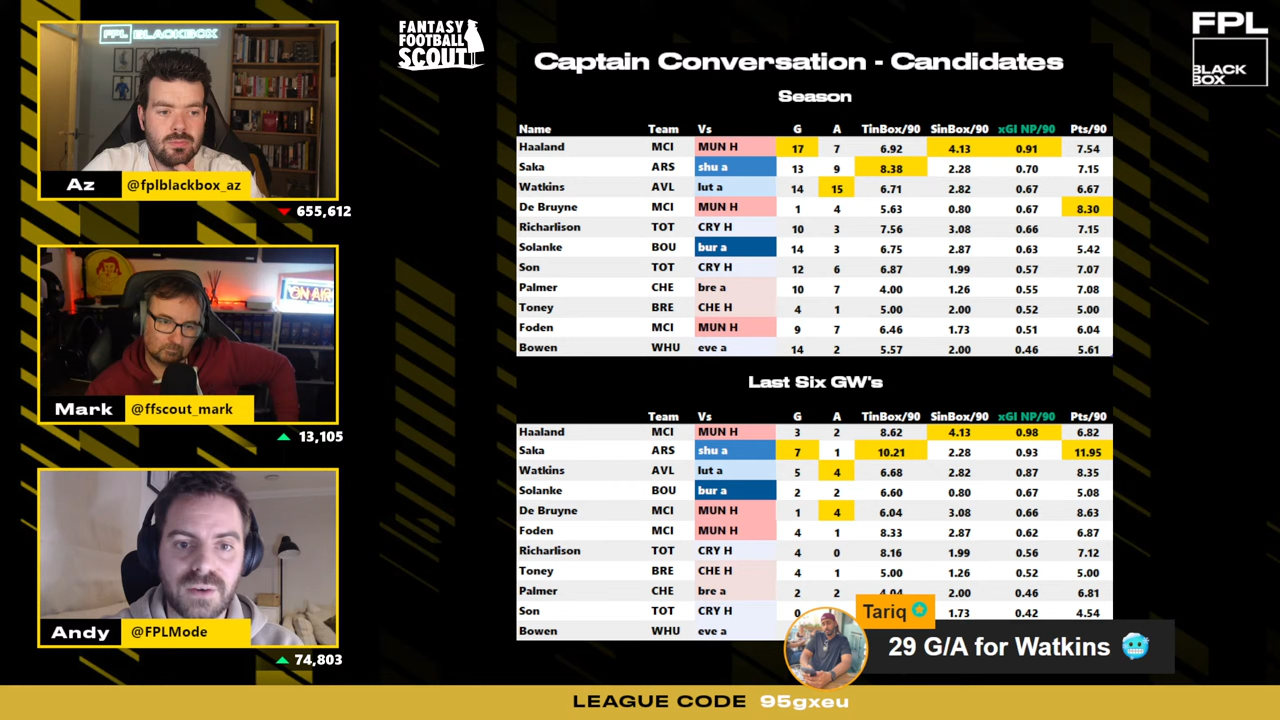 FPL BLACKBOX
Az @fplblackbox_az
655,612
ON AIR
Mark @ffscout_mark
13,105
Andy @FPLMode
74,803
FANTASY
FOOTBALL
SCOUT
FPL
BLACK
BOX
Captain Conversation - Candidates
Season
Name Team Vs G A TinBox/90 SinBox/90 xGI NP/90 Pts/90
Haaland MCI MUN H 17 7 6.92 4.13 0.91 7.54
Saka ARS shu a 13 9 8.38 2.28 0.70 7.15
Watkins AVL lut a 14 15 6.71 2.82 0.67 6.67
De Bruyne MCI MUN H 1 4 5.63 0.80 0.67 8.30
Richarlison TOT CRY H 10 3 7.56 3.08 0.66 7.15
Solanke BOU bur a 14 3 6.75 2.87 0.63 5.42
Son TOT CRY H 12 6 6.87 1.99 0.57 7.07
Palmer CHE bre a 10 7 4.00 1.26 0.55 7.08
Toney BRE CHE H 4 1 5.00 2.00 0.52 5.00
Foden MCI MUN H 9 7 6.46 1.73 0.51 6.04
Bowen WHU eve a 14 2 5.57 2.00 0.46 5.61
Last Six GW's
Team Vs G A TinBox/90 SinBox/90 xGI NP/90 Pts/90
Haaland MCI MUN H 3 2 8.62 4.13 0.98 6.82
Saka ARS shu a 7 1 10.21 2.28 0.93 11.95
Watkins AVL lut a 5 4 6.68 2.82 0.87 8.35
Solanke BOU bur a 2 2 6.60 0.80 0.67 5.08
De Bruyne MCI MUN H 1 4 6.04 3.08 0.66 8.63
Foden MCI MUN H 4 1 8.33 2.87 0.62 6.87
Richarlison TOT CRY H 4 0 8.16 1.99 0.56 7.12
Toney BRE CHE H 4 1 5.00 1.26 0.52 5.00
Palmer CHE bre a 2 2 4.04 2.00 0.46 6.81
Son TOT CRY H 0 1.73 0.42 4.54
Bowen WHU eve a
Tariq
29 G/A for Watkins 🥶
LEAGUE CODE 95gxeu